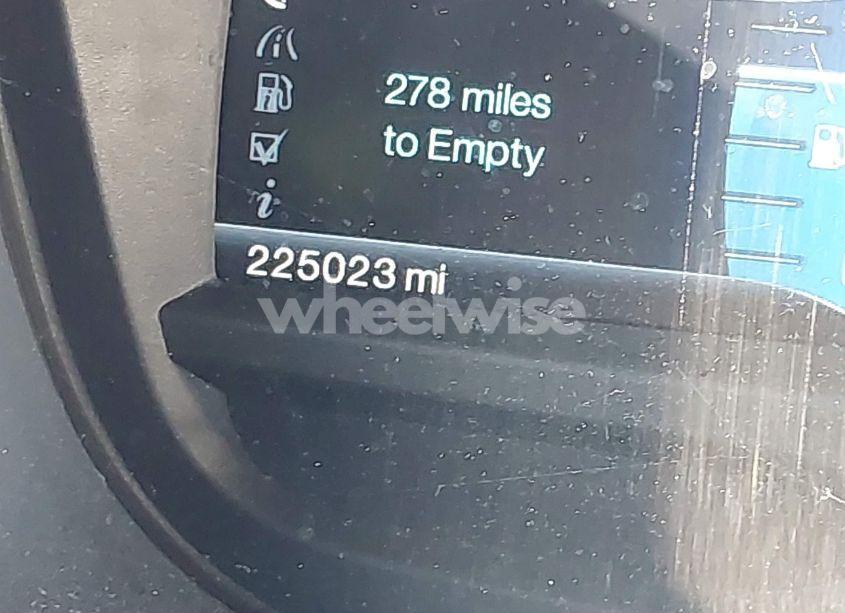 278 miles
to Empty
225023 mi
wheelwise